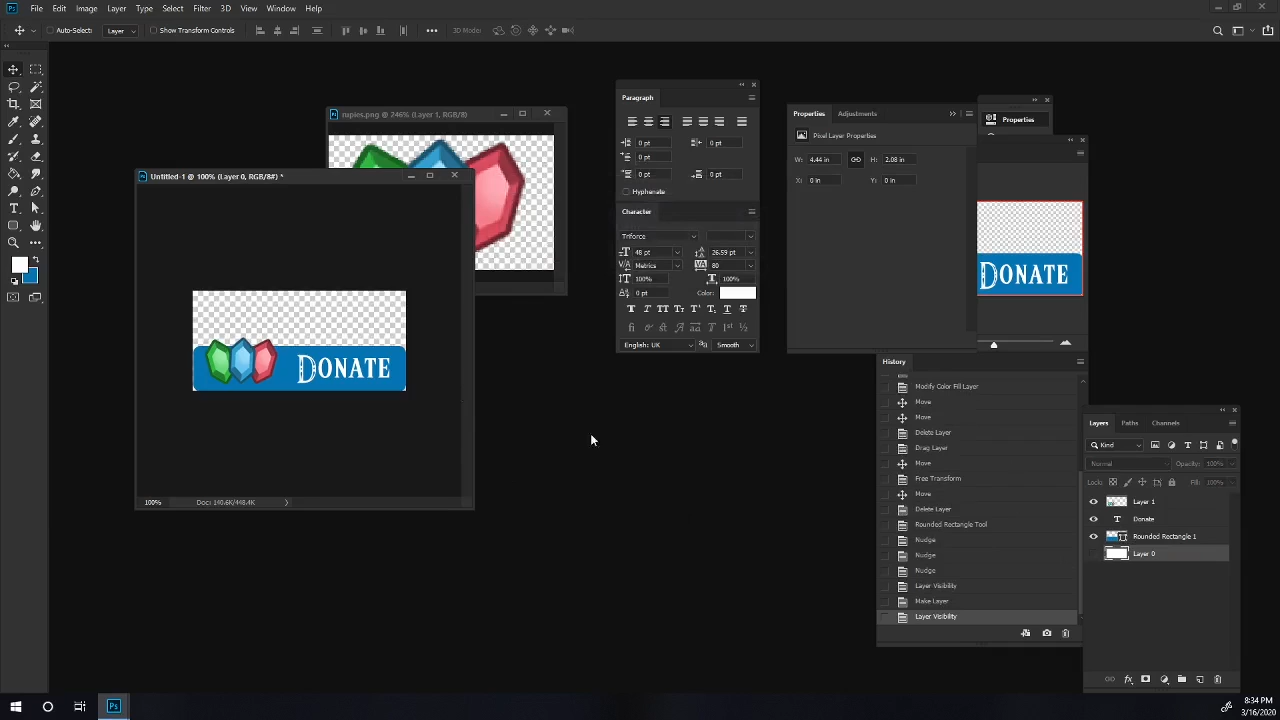 Ps File Edit Image Layer Type Select Filter 3D View Window Help
Auto-Select: Layer Show Transform Controls 3D Mode:
Ps rupies.png @ 246% (Layer 1, RGB/8)
Ps Untitled-1 @ 100% (Layer 0, RGB/8#) *
DONATE
100% Doc: 140.6K/448.4K
Paragraph
0 pt 0 pt
0 pt
0 pt 0 pt
Hyphenate
Character
Triforce
48 pt 26.59 pt
Metrics 80
100% 100%
0 pt Color:
English: UK Smooth
Properties Adjustments
Pixel Layer Properties
W: 4.44 in H: 2.08 in
X: 0 in Y: 0 in
Properties
DONATE
History
Modify Color Fill Layer
Move
Move
Delete Layer
Drag Layer
Move
Free Transform
Move
Delete Layer
Rounded Rectangle Tool
Nudge
Nudge
Nudge
Layer Visibility
Make Layer
Layer Visibility
Layers Paths Channels
Kind
Normal Opacity: 100%
Lock: Fill: 100%
Layer 1
Donate
Rounded Rectangle 1
Layer 0
Ps
8:34 PM
3/16/2020